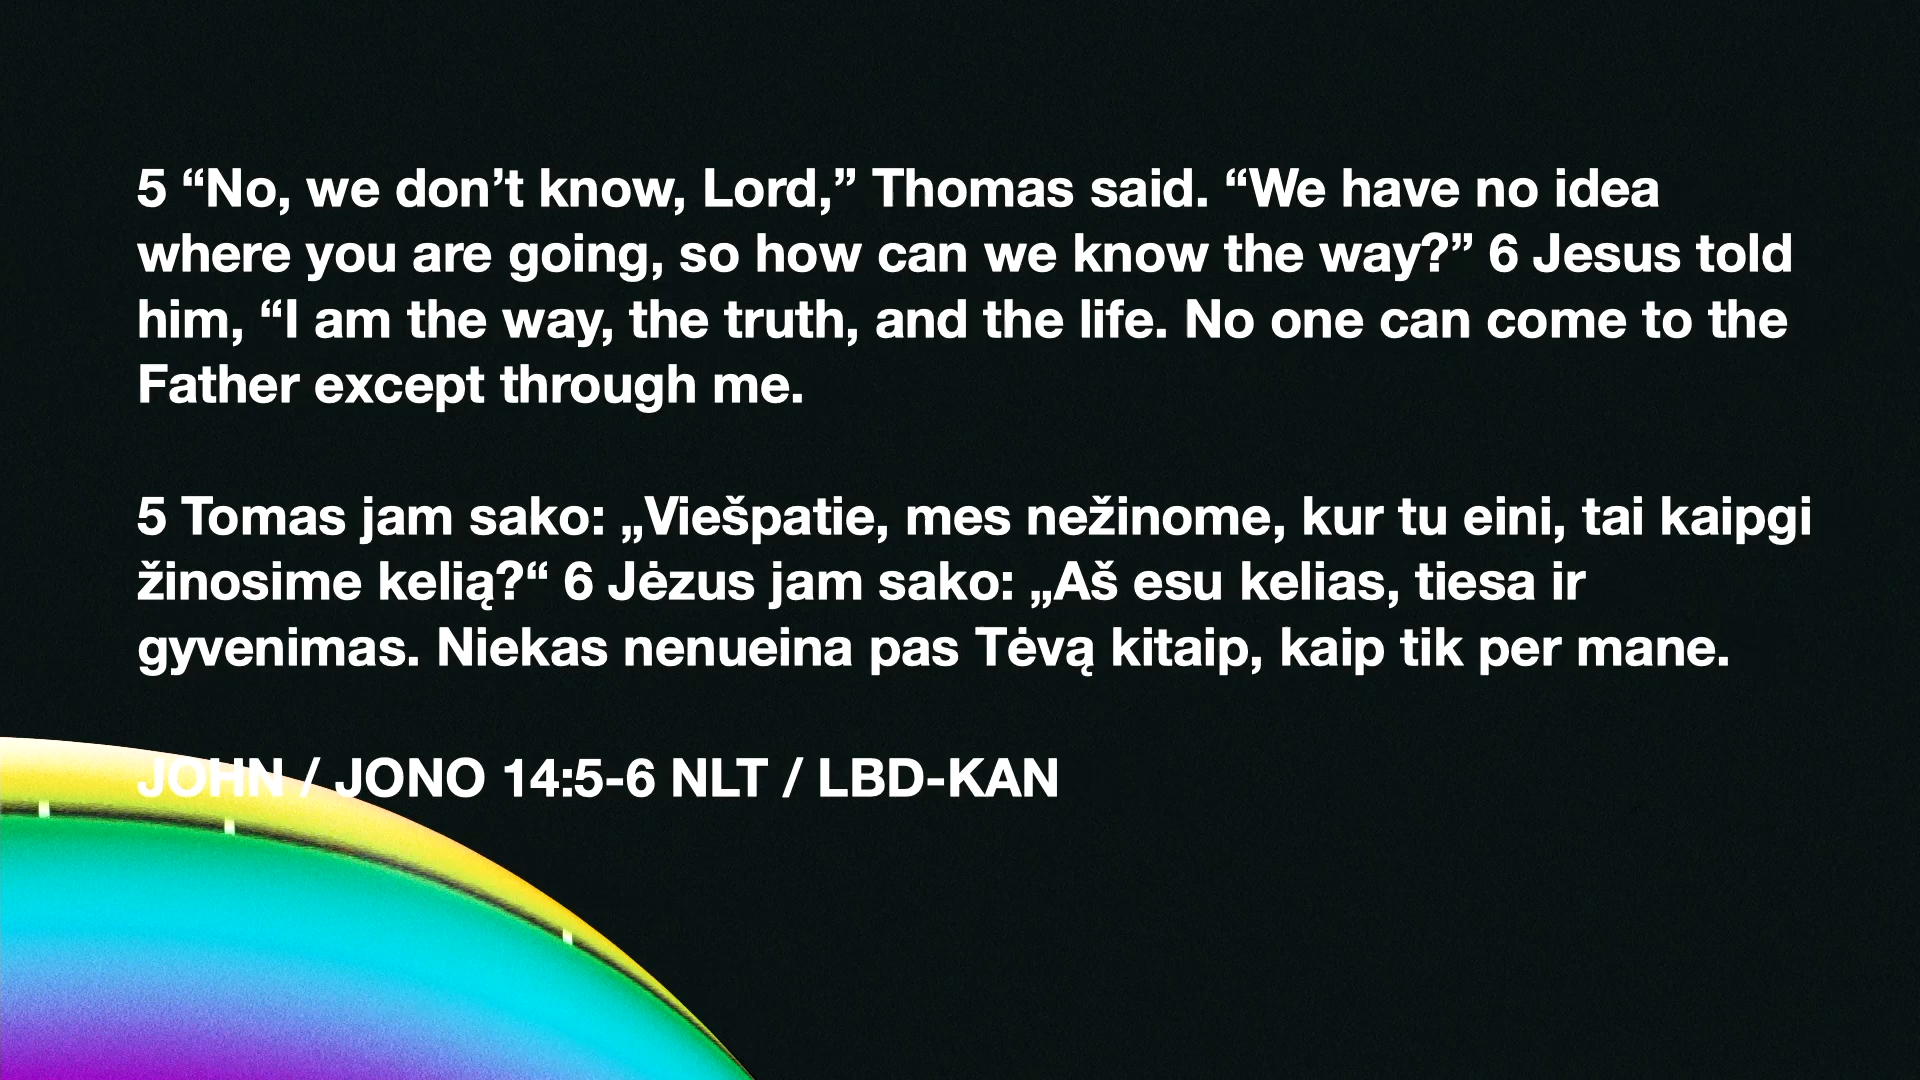 5 “No, we don’t know, Lord,” Thomas said. “We have no idea
where you are going, so how can we know the way?” 6 Jesus told
him, “I am the way, the truth, and the life. No one can come to the
Father except through me.
5 Tomas jam sako: „Viešpatie, mes nežinome, kur tu eini, tai kaipgi
žinosime kelią?“ 6 Jėzus jam sako: „Aš esu kelias, tiesa ir
gyvenimas. Niekas nenueina pas Tėvą kitaip, kaip tik per mane.
JOHN / JONO 14:5-6 NLT / LBD-KAN